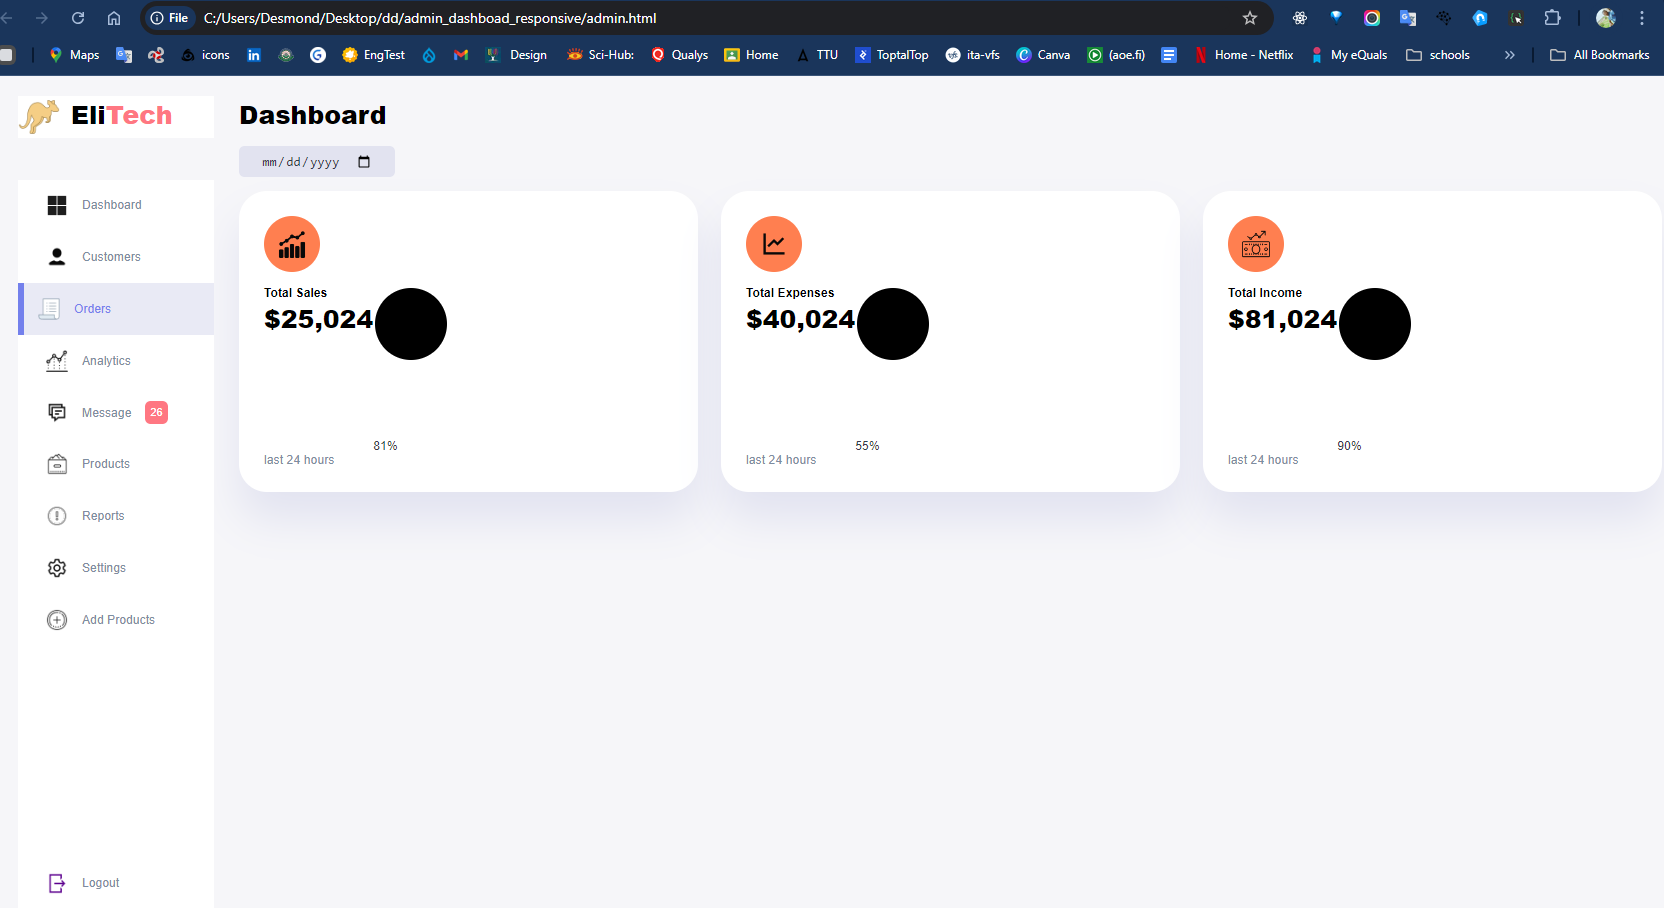 File C:/Users/Desmond/Desktop/dd/admin_dashboad_responsive/admin.html
Maps icons EngTest Design Sci-Hub: Qualys Home TTU ToptalTop ita-vfs Canva (aoe.fi) Home - Netflix My eQuals schools » All Bookmarks
EliTech
Dashboard
Customers
Orders
Analytics
Message 26
Products
Reports
Settings
Add Products
Logout
Dashboard
mm/dd/yyyy
Total Sales
$25,024
81%
last 24 hours
Total Expenses
$40,024
55%
last 24 hours
Total Income
$81,024
90%
last 24 hours